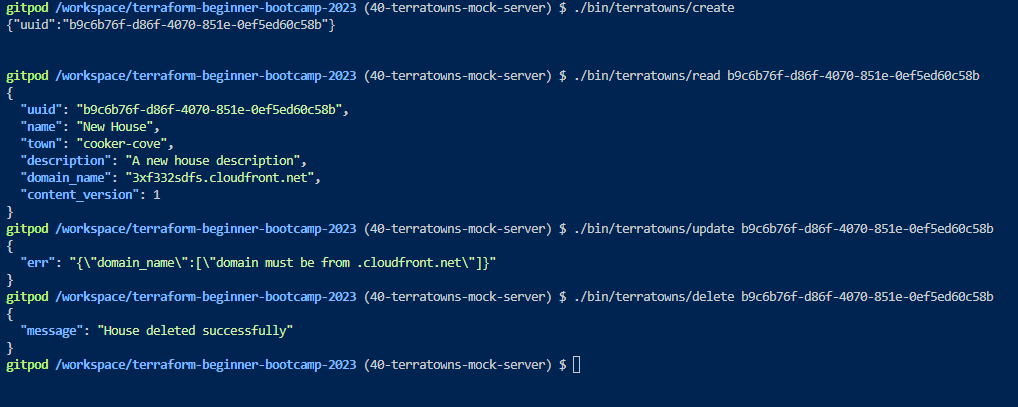 gitpod /workspace/terraform-beginner-bootcamp-2023 (40-terratowns-mock-server) $ ./bin/terratowns/create
{"uuid":"b9c6b76f-d86f-4070-851e-0ef5ed60c58b"}
gitpod /workspace/terraform-beginner-bootcamp-2023 (40-terratowns-mock-server) $ ./bin/terratowns/read b9c6b76f-d86f-4070-851e-0ef5ed60c58b
{
  "uuid": "b9c6b76f-d86f-4070-851e-0ef5ed60c58b",
  "name": "New House",
  "town": "cooker-cove",
  "description": "A new house description",
  "domain_name": "3xf332sdfs.cloudfront.net",
  "content_version": 1
}
gitpod /workspace/terraform-beginner-bootcamp-2023 (40-terratowns-mock-server) $ ./bin/terratowns/update b9c6b76f-d86f-4070-851e-0ef5ed60c58b
{
  "err": "{\"domain_name\":[\"domain must be from .cloudfront.net\"]}"
}
gitpod /workspace/terraform-beginner-bootcamp-2023 (40-terratowns-mock-server) $ ./bin/terratowns/delete b9c6b76f-d86f-4070-851e-0ef5ed60c58b
{
  "message": "House deleted successfully"
}
gitpod /workspace/terraform-beginner-bootcamp-2023 (40-terratowns-mock-server) $